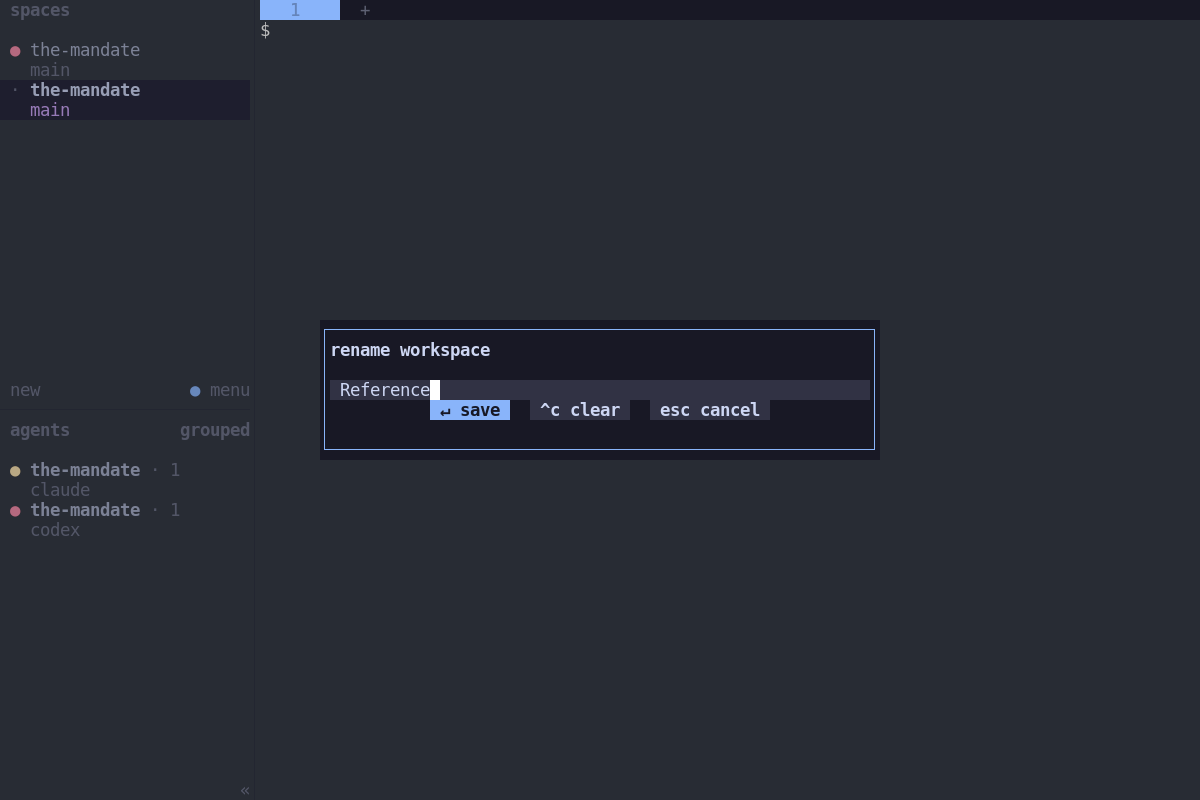 spaces
● the-mandate
main
· the-mandate
main
new ● menu
agents grouped
● the-mandate · 1
claude
● the-mandate · 1
codex
«
1 +
$
rename workspace
Reference
↵ save ^c clear esc cancel